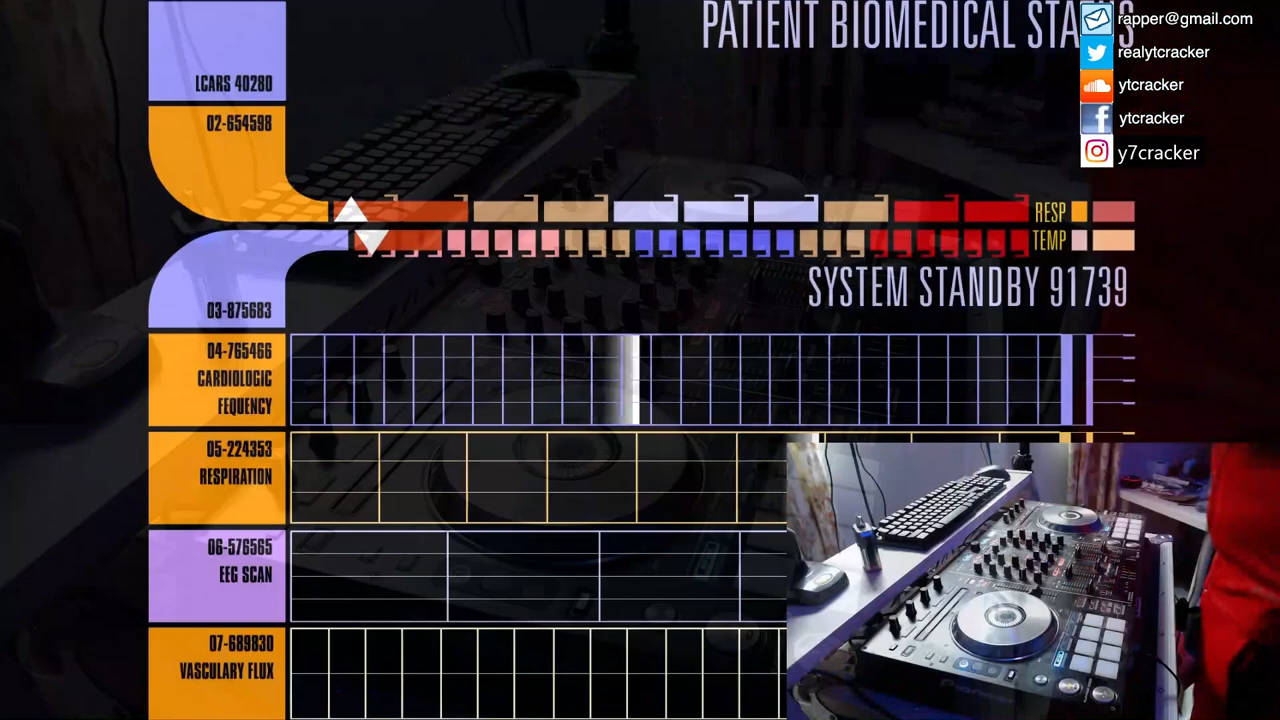 PATIENT BIOMEDICAL STATUS
rapper@gmail.com
realytcracker
ytcracker
ytcracker
y7cracker
LCARS 40280
02-654598
RESP
TEMP
SYSTEM STANDBY 91739
03-875683
04-765466
CARDIOLOGIC
FEQUENCY
05-224353
RESPIRATION
06-576565
EEG SCAN
07-689830
VASCULARY FLUX